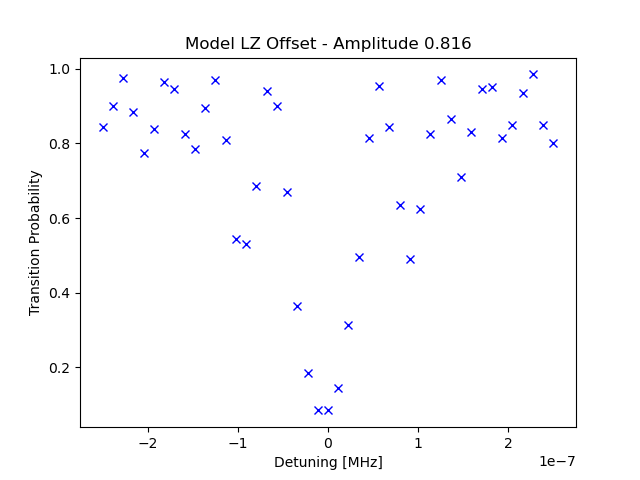 Model LZ Offset - Amplitude 0.816
1.0
0.8
0.6
0.4
0.2
Transition Probability
−2
−1
0
1
2
1e−7
Detuning [MHz]